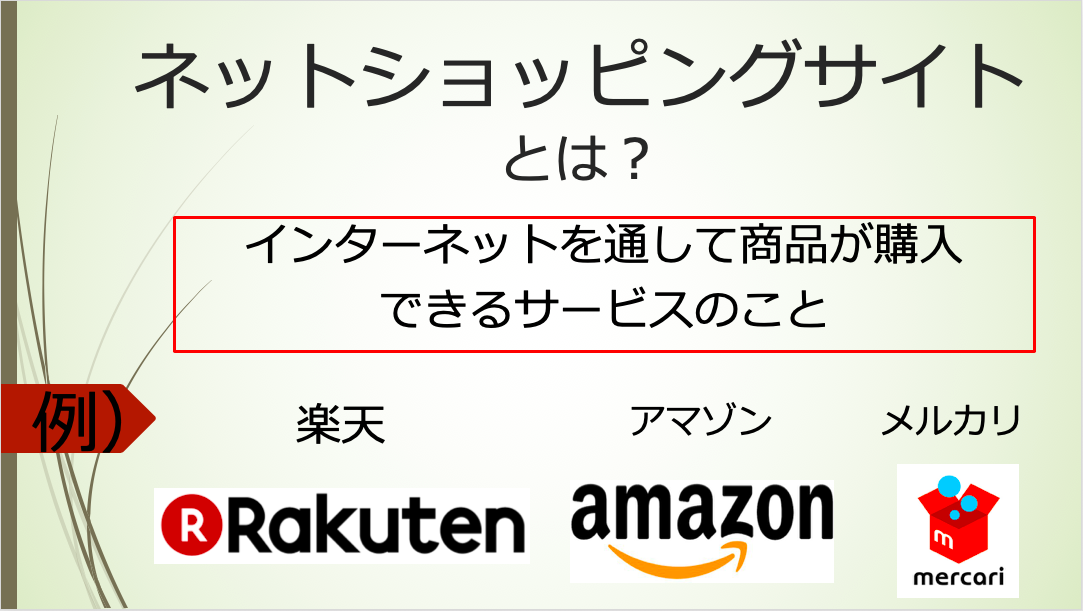 ネットショッピングサイト
とは？
インターネットを通して商品が購入
できるサービスのこと
例）
楽天 アマゾン メルカリ
R Rakuten amazon m mercari